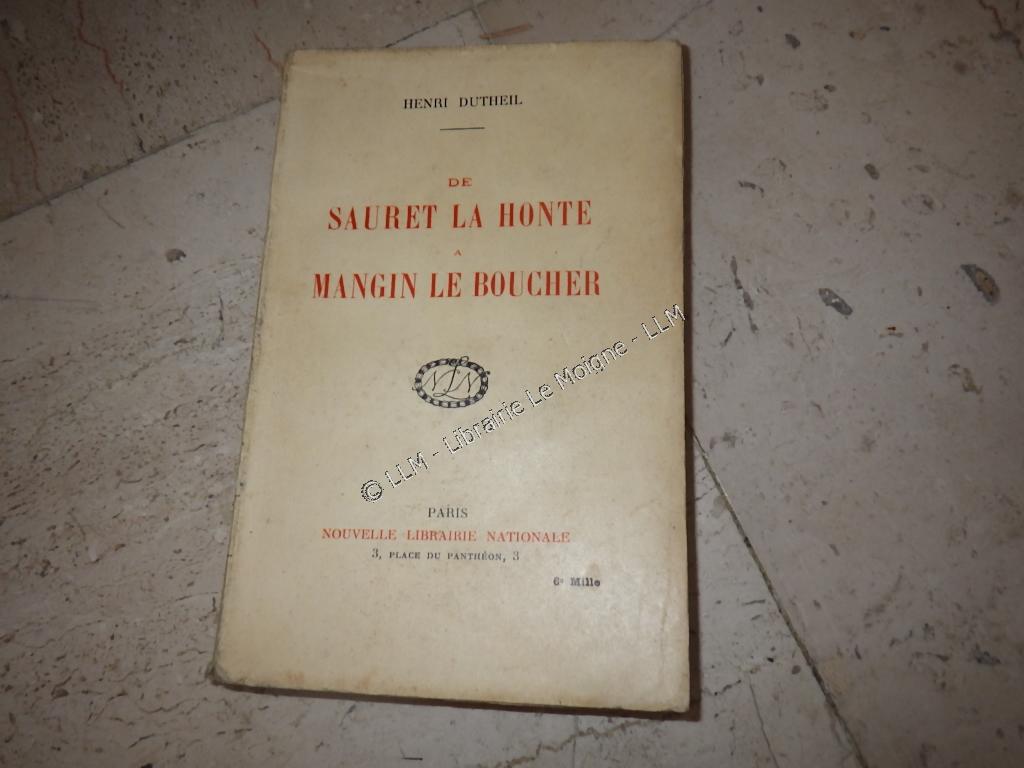 HENRI DUTHEIL
DE
SAURET LA HONTE
A
MANGIN LE BOUCHER
NLN
© LLM - Librairie Le Moigne - LLM
PARIS
NOUVELLE LIBRAIRIE NATIONALE
3, PLACE DU PANTHÉON, 3
6e Mille